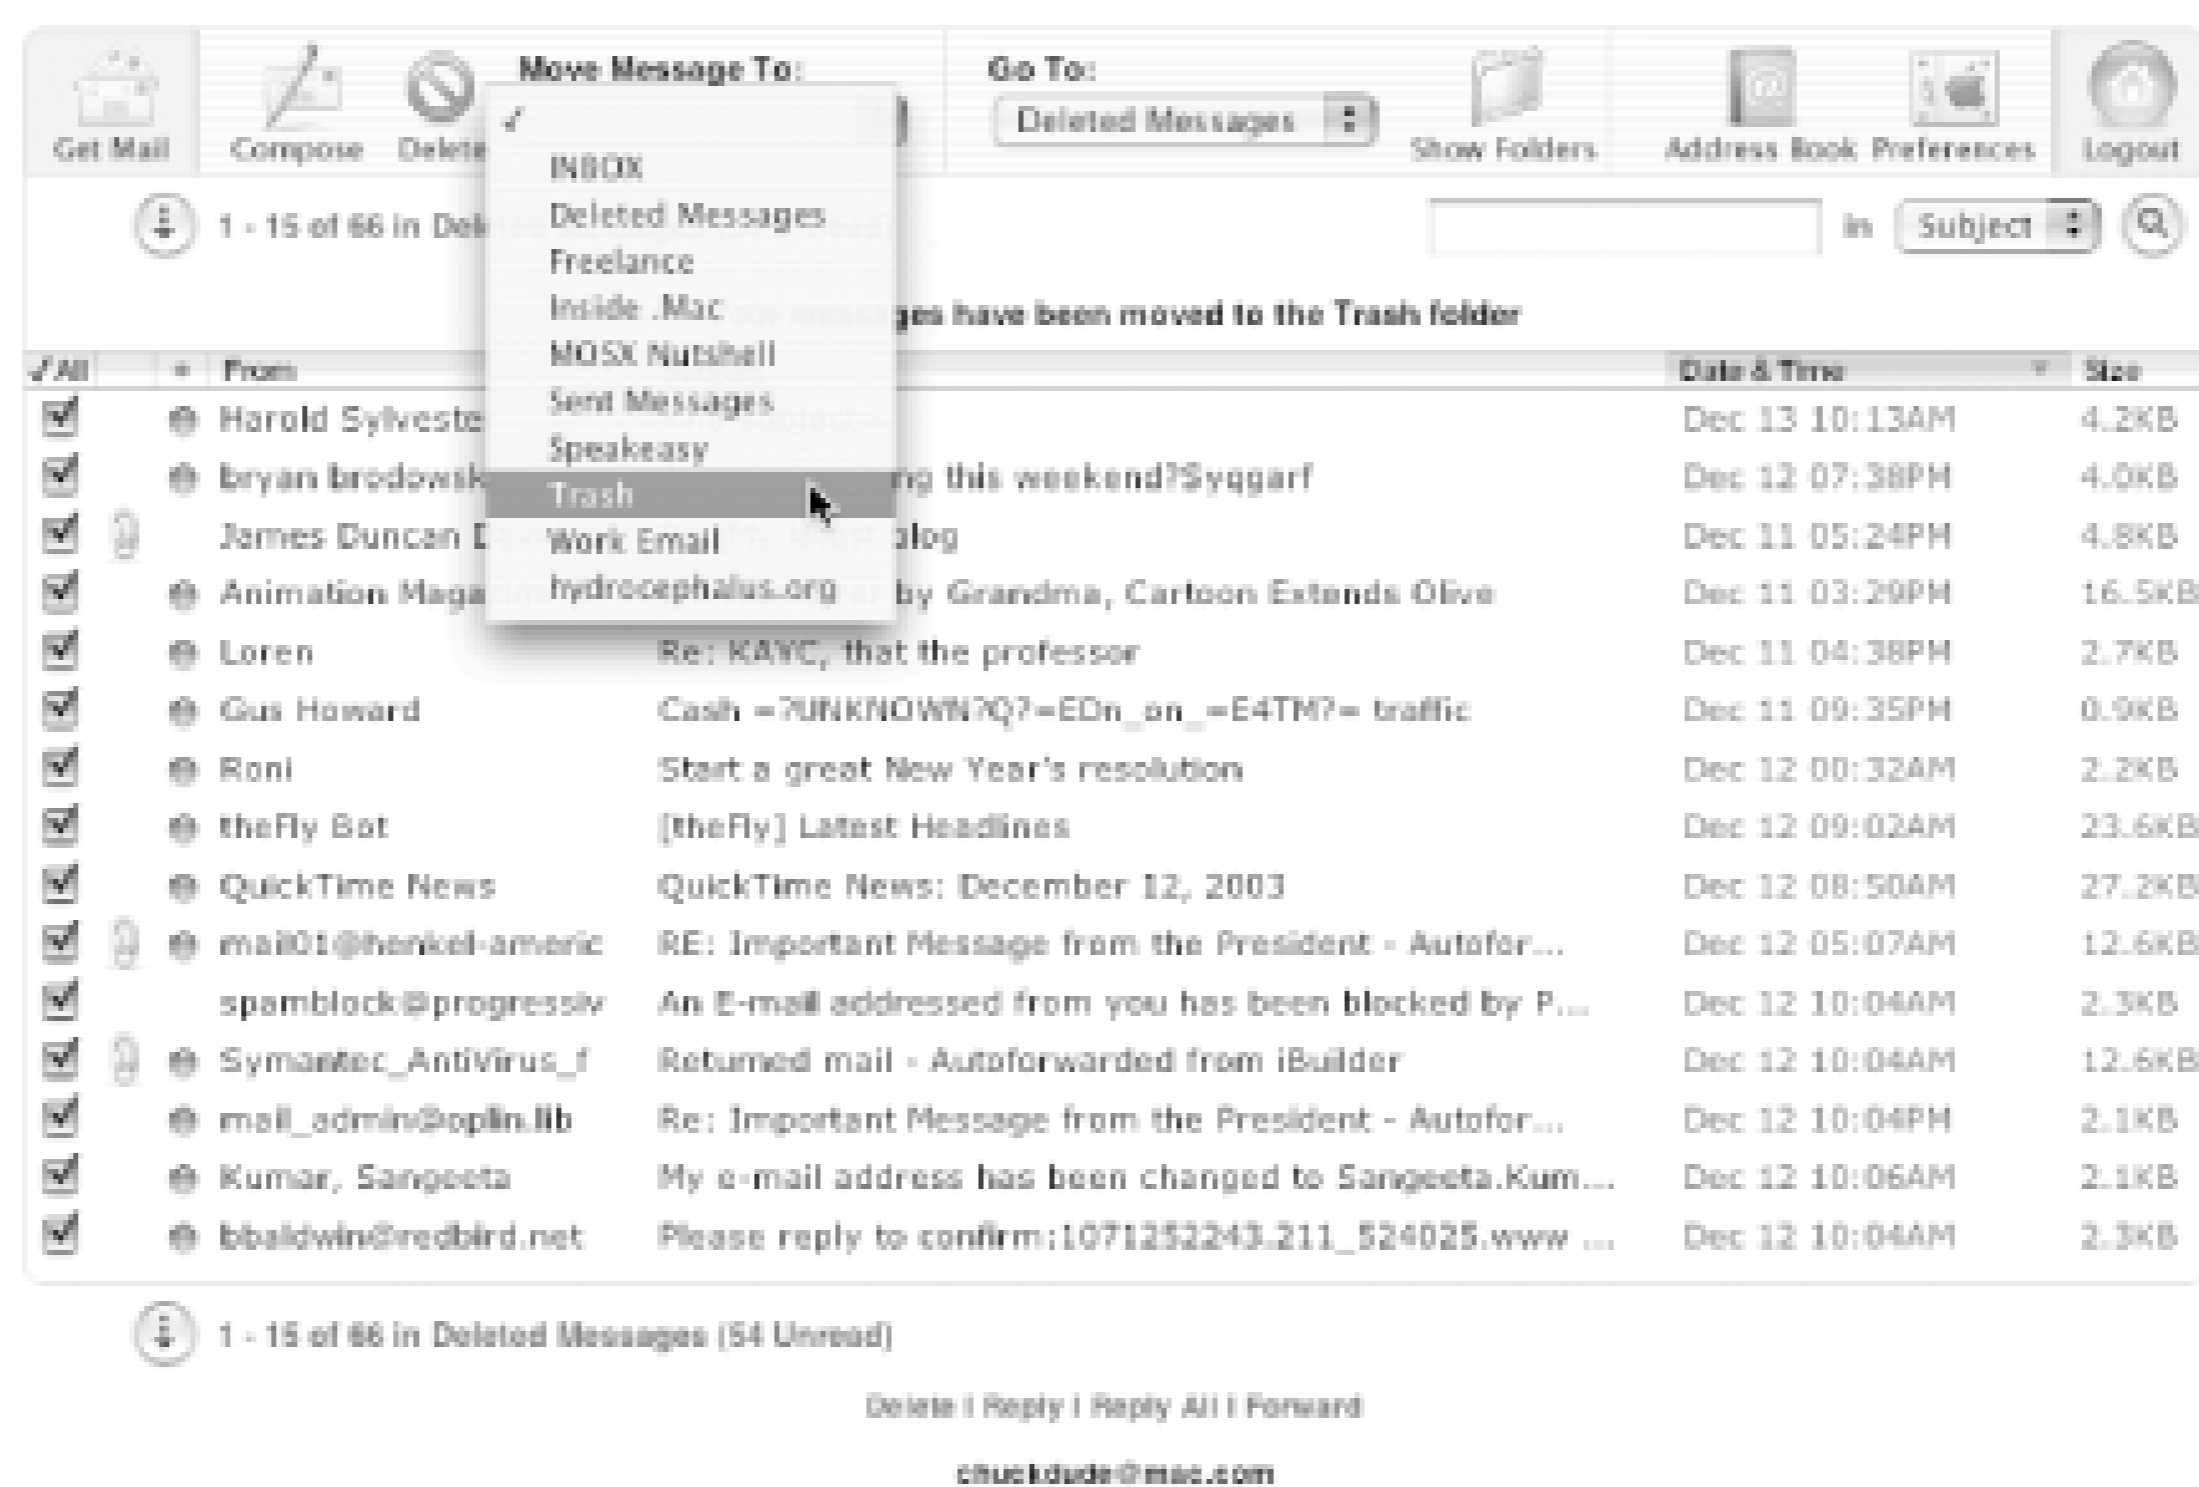 Move Message To: Go To: Deleted Messages
Get Mail Compose Delete Show Folders Address Book Preferences Logout
✓
INBOX
Deleted Messages
Freelance
Inside .Mac
MOSX Nutshell
Sent Messages
Speakeasy
Trash
Work Email
hydrocephalus.org
1 - 15 of 66 in Del in Subject
ges have been moved to the Trash folder
✓All From Date & Time Size
Harold Sylveste Dec 13 10:13AM 4.2KB
bryan brodowsk ng this weekend?Syqgarf Dec 12 07:38PM 4.0KB
James Duncan D log Dec 11 05:24PM 4.8KB
Animation Maga by Grandma, Cartoon Extends Olive Dec 11 03:29PM 16.5KB
Loren Re: KAYC, that the professor Dec 11 04:38PM 2.7KB
Gus Howard Cash =?UNKNOWN?Q?=EDn_on_=E4TM?= traffic Dec 11 09:35PM 0.9KB
Roni Start a great New Year's resolution Dec 12 00:32AM 2.2KB
theFly Bot [theFly] Latest Headlines Dec 12 09:02AM 23.6KB
QuickTime News QuickTime News: December 12, 2003 Dec 12 08:50AM 27.2KB
mail01@henkel-americ RE: Important Message from the President - Autofor... Dec 12 05:07AM 12.6KB
spamblock@progressiv An E-mail addressed from you has been blocked by P... Dec 12 10:04AM 2.3KB
Symantec_AntiVirus_f Returned mail - Autoforwarded from iBuilder Dec 12 10:04AM 12.6KB
mail_admin@oplin.lib Re: Important Message from the President - Autofor... Dec 12 10:04PM 2.1KB
Kumar, Sangeeta My e-mail address has been changed to Sangeeta.Kum... Dec 12 10:06AM 2.1KB
bbaldwin@redbird.net Please reply to confirm:1071252243.211_524025.www ... Dec 12 10:04AM 2.3KB
1 - 15 of 66 in Deleted Messages (54 Unread)
Delete | Reply | Reply All | Forward
chuckdude@mac.com